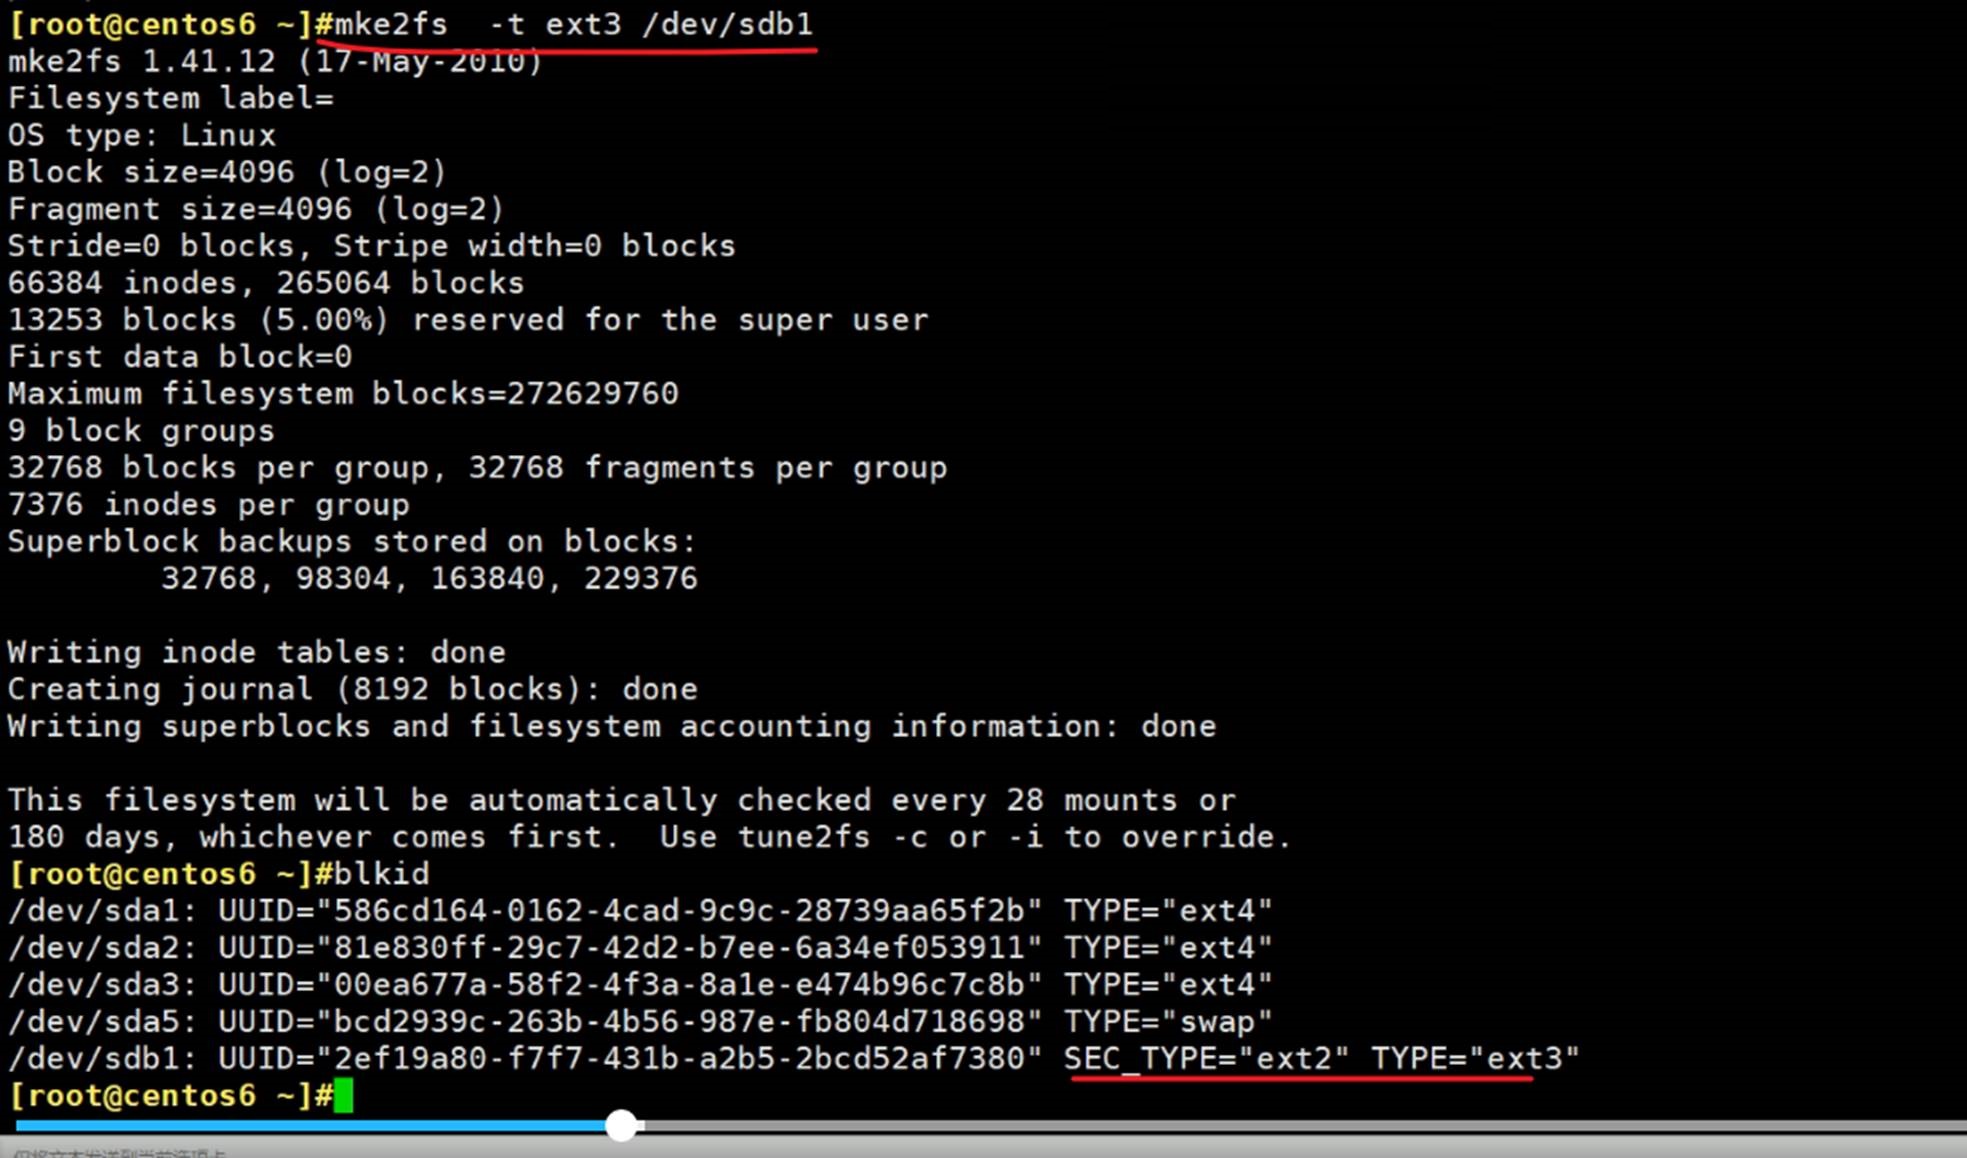 [root@centos6 ~]#mke2fs  -t ext3 /dev/sdb1
mke2fs 1.41.12 (17-May-2010)
Filesystem label=
OS type: Linux
Block size=4096 (log=2)
Fragment size=4096 (log=2)
Stride=0 blocks, Stripe width=0 blocks
66384 inodes, 265064 blocks
13253 blocks (5.00%) reserved for the super user
First data block=0
Maximum filesystem blocks=272629760
9 block groups
32768 blocks per group, 32768 fragments per group
7376 inodes per group
Superblock backups stored on blocks:
        32768, 98304, 163840, 229376
Writing inode tables: done
Creating journal (8192 blocks): done
Writing superblocks and filesystem accounting information: done
This filesystem will be automatically checked every 28 mounts or
180 days, whichever comes first.  Use tune2fs -c or -i to override.
[root@centos6 ~]#blkid
/dev/sda1: UUID="586cd164-0162-4cad-9c9c-28739aa65f2b" TYPE="ext4"
/dev/sda2: UUID="81e830ff-29c7-42d2-b7ee-6a34ef053911" TYPE="ext4"
/dev/sda3: UUID="00ea677a-58f2-4f3a-8a1e-e474b96c7c8b" TYPE="ext4"
/dev/sda5: UUID="bcd2939c-263b-4b56-987e-fb804d718698" TYPE="swap"
/dev/sdb1: UUID="2ef19a80-f7f7-431b-a2b5-2bcd52af7380" SEC_TYPE="ext2" TYPE="ext3"
[root@centos6 ~]#